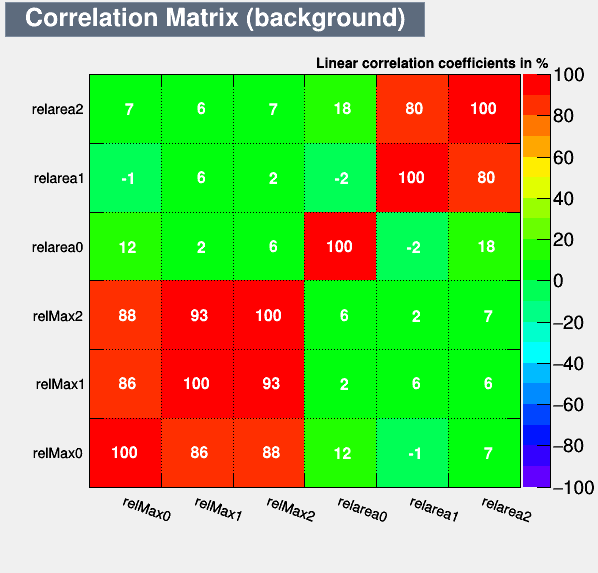 Correlation Matrix (background)
Linear correlation coefficients in %
relarea2 7 6 7 18 80 100
relarea1 -1 6 2 -2 100 80
relarea0 12 2 6 100 -2 18
relMax2 88 93 100 6 2 7
relMax1 86 100 93 2 6 6
relMax0 100 86 88 12 -1 7
relMax0 relMax1 relMax2 relarea0 relarea1 relarea2
100
80
60
40
20
0
−20
−40
−60
−80
−100